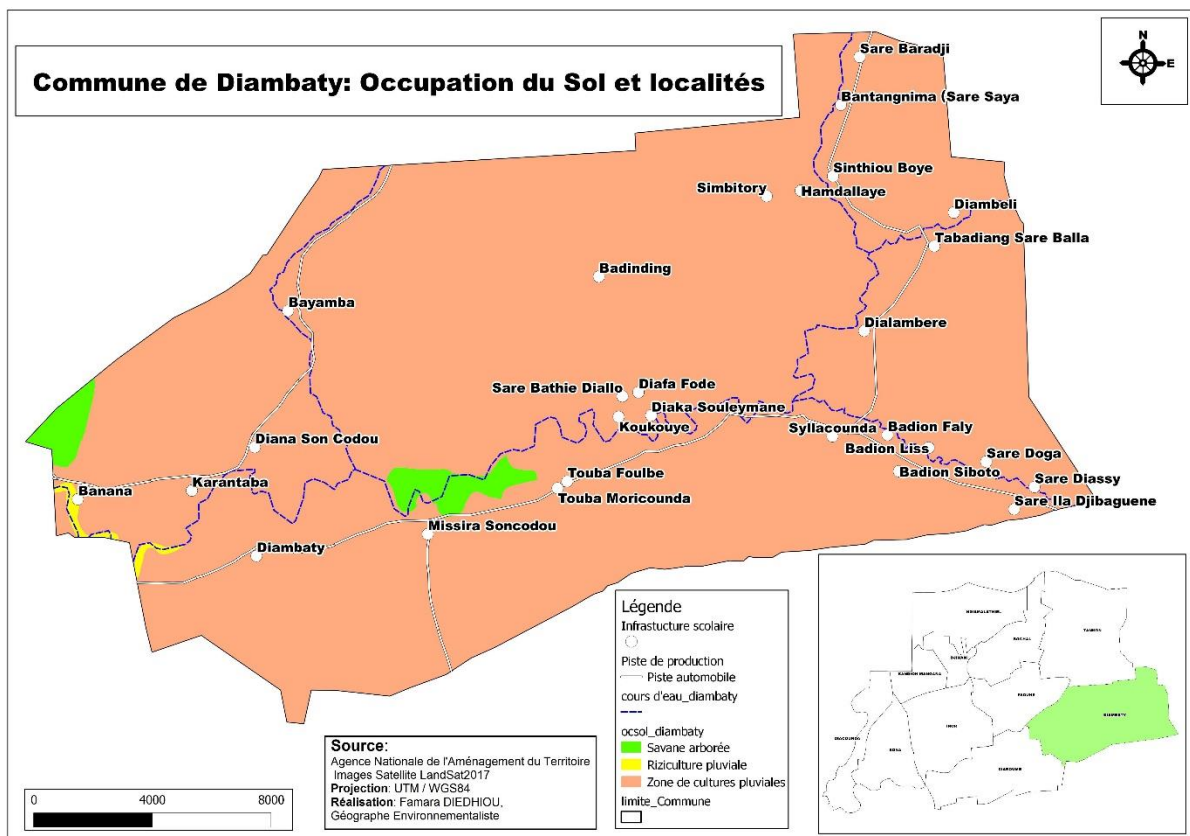 Commune de Diambaty: Occupation du Sol et localités
N
E
Sare Baradji
Bantangnima (Sare Saya
Sinthiou Boye
Simbitory
Hamdallaye
Diambeli
Tabadiang Sare Balla
Badinding
Bayamba
Dialambere
Sare Bathie Diallo
Diafa Fode
Koukouye
Diaka Souleymane
Syllacounda
Badion Faly
Diana Son Codou
Badion Liss
Sare Doga
Badion Siboto
Touba Foulbe
Sare Diassy
Banana
Karantaba
Touba Moricounda
Sare Ila Djibaguene
Missira Soncodou
Diambaty
Légende
Infrastucture scolaire
Piste de production
Piste automobile
cours d'eau_diambaty
ocsol_diambaty
Savane arborée
Riziculture pluviale
Zone de cultures pluviales
limite_Commune
Source:
Agence Nationale de l'Aménagement du Territoire
Images Satellite LandSat2017
Projection: UTM / WGS84
Réalisation: Famara DIEDHIOU,
Géographe Environnementaliste
0 4000 8000
FAOUNE
DIAMBATY